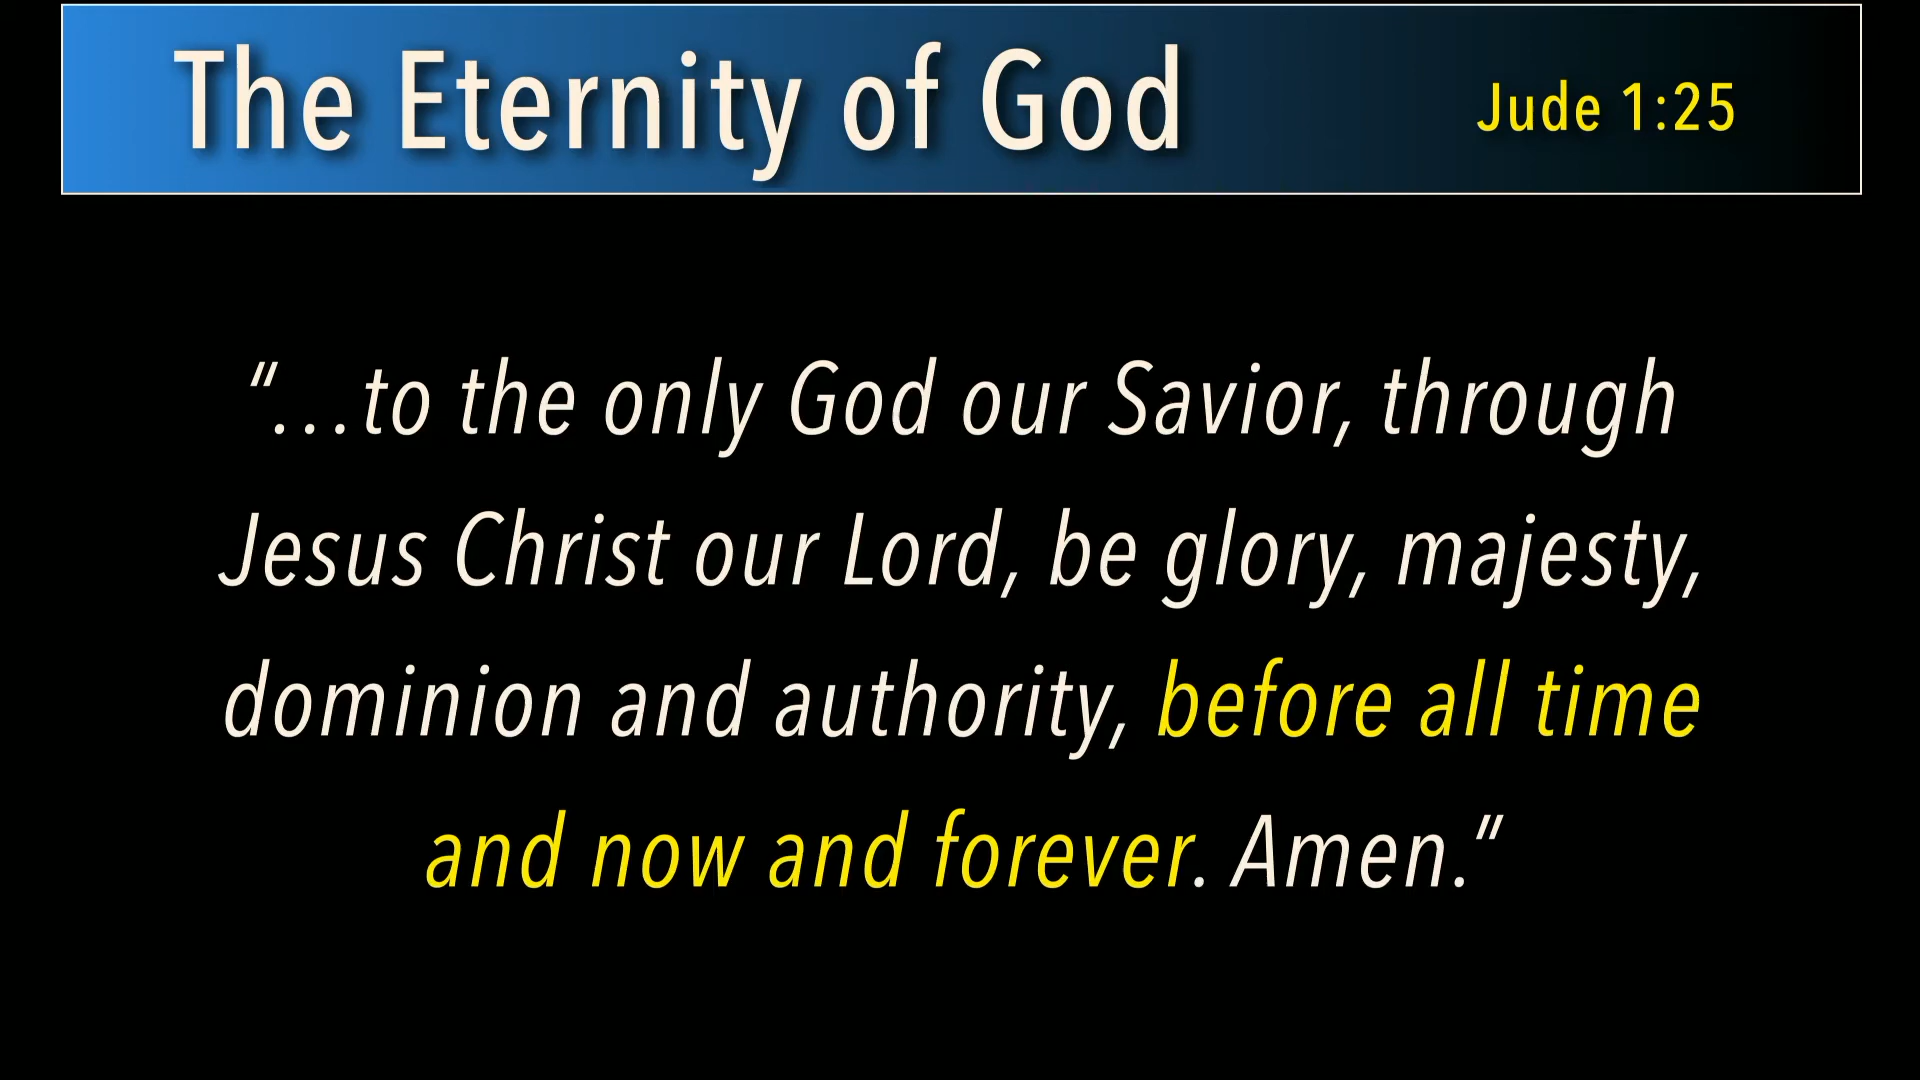 The Eternity of God
Jude 1:25
“…to the only God our Savior, through
Jesus Christ our Lord, be glory, majesty,
dominion and authority, before all time
and now and forever. Amen.”